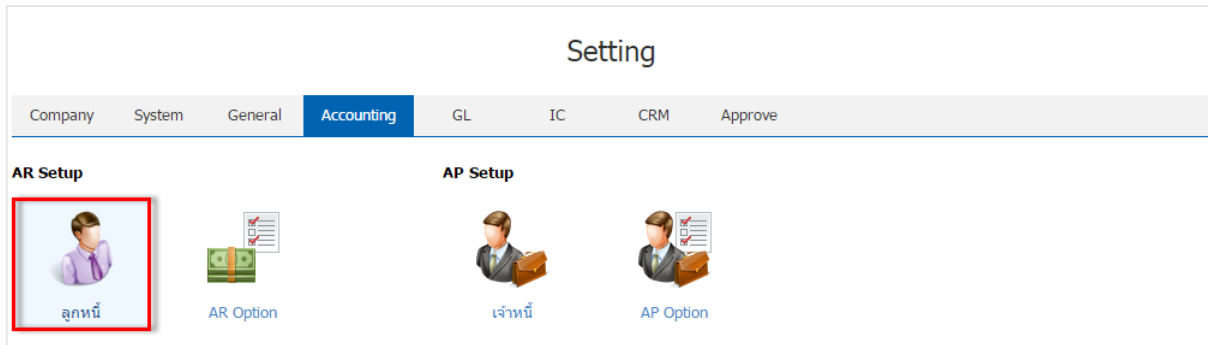 Setting
Company System General Accounting GL IC CRM Approve
AR Setup AP Setup
ลูกหนี้ AR Option เจ้าหนี้ AP Option